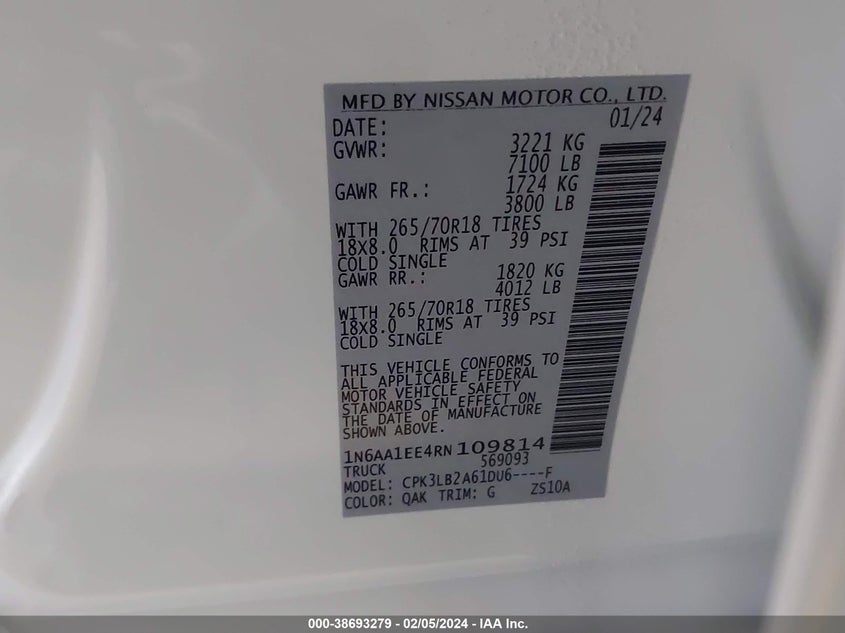 MFD BY NISSAN MOTOR CO., LTD.
DATE: 01/24
GVWR: 3221 KG
7100 LB
GAWR FR.: 1724 KG
3800 LB
WITH 265/70R18 TIRES
18X8.0 RIMS AT 39 PSI
COLD SINGLE
GAWR RR.: 1820 KG
4012 LB
WITH 265/70R18 TIRES
18X8.0 RIMS AT 39 PSI
COLD SINGLE
THIS VEHICLE CONFORMS TO
ALL APPLICABLE FEDERAL
MOTOR VEHICLE SAFETY
STANDARDS IN EFFECT ON
THE DATE OF MANUFACTURE
SHOWN ABOVE.
1N6AA1EE4RN109814
TRUCK 569093
MODEL: CPK3LB2A61DU6----F
COLOR: QAK TRIM: G ZS10A
000-38693279 - 02/05/2024 - IAA Inc.